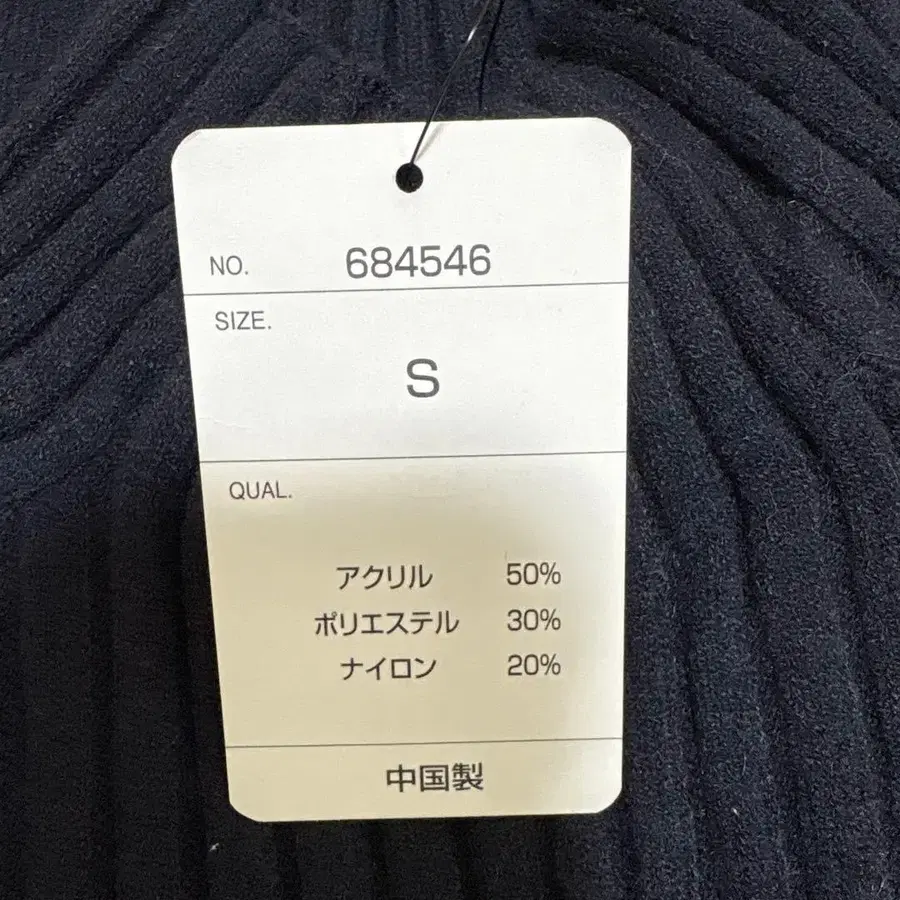 NO. 684546
SIZE.
S
QUAL.
アクリル 50%
ポリエステル 30%
ナイロン 20%
中国製